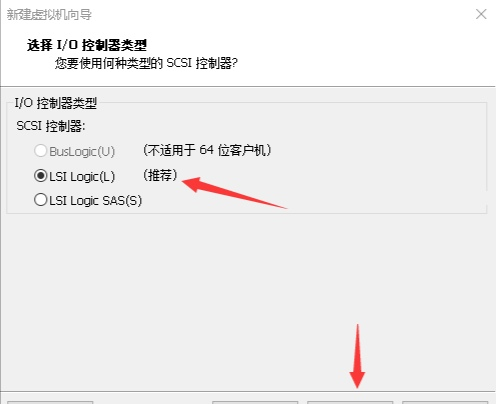 新建虚拟机向导
选择 I/O 控制器类型
您要使用何种类型的 SCSI 控制器?
I/O 控制器类型
SCSI 控制器:
BusLogic(U) (不适用于 64 位客户机)
LSI Logic(L) (推荐)
LSI Logic SAS(S)